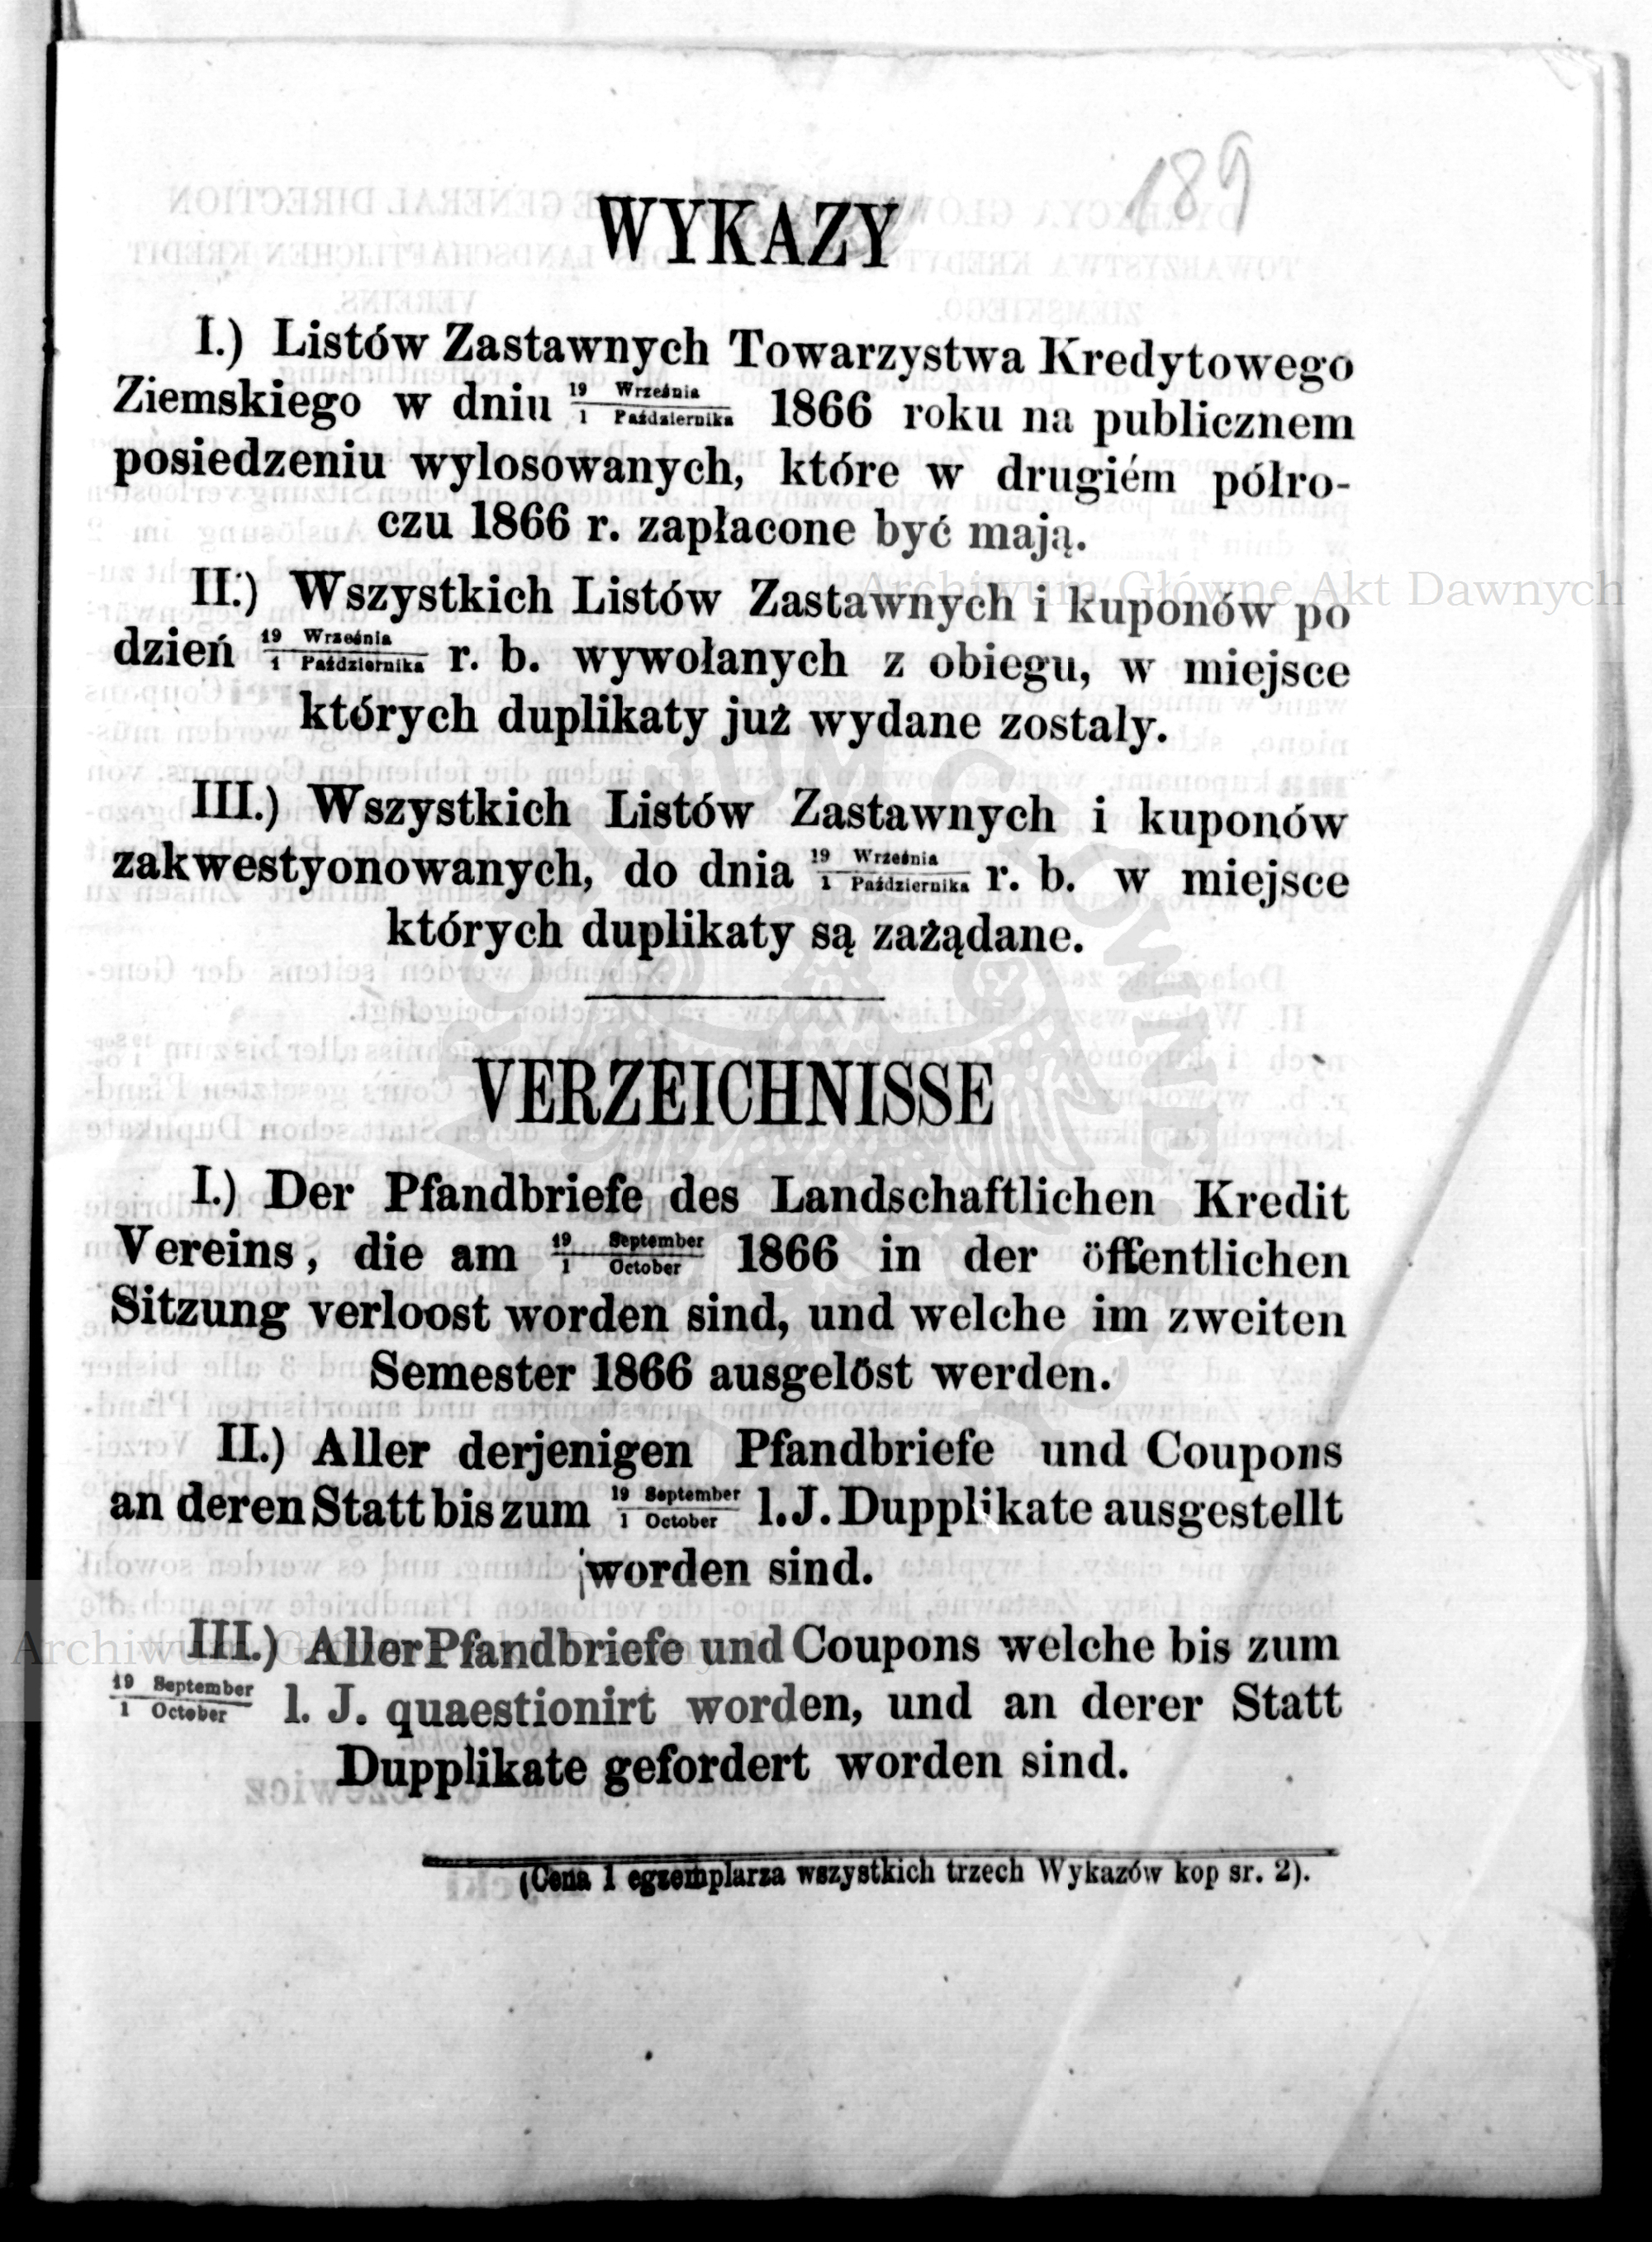 189
WYKAZY
I.) Listów Zastawnych Towarzystwa Kredytowego
Ziemskiego w dniu 19 Września / 1 Października 1866 roku na publicznem
posiedzeniu wylosowanych, które w drugiém półro-
czu 1866 r. zapłacone być mają.
II.) Wszystkich Listów Zastawnych i kuponów po
dzień 19 Września / 1 Października r. b. wywołanych z obiegu, w miejsce
których duplikaty już wydane zostały.
III.) Wszystkich Listów Zastawnych i kuponów
zakwestyonowanych, do dnia 19 Września / 1 Października r. b. w miejsce
których duplikaty są zażądane.
VERZEICHNISSE
I.) Der Pfandbriefe des Landschaftlichen Kredit
Vereins, die am 19 September / 1 October 1866 in der öffentlichen
Sitzung verloost worden sind, und welche im zweiten
Semester 1866 ausgelöst werden.
II.) Aller derjenigen Pfandbriefe und Coupons
an deren Statt bis zum 19 September / 1 October l. J. Dupplikate ausgestellt
worden sind.
III.) Aller Pfandbriefe und Coupons welche bis zum
19 September / 1 October l. J. quaestionirt worden, und an derer Statt
Dupplikate gefordert worden sind.
(Cena 1 egzemplarza wszystkich trzech Wykazów kop sr. 2).
Archiwum Główne Akt Dawnych